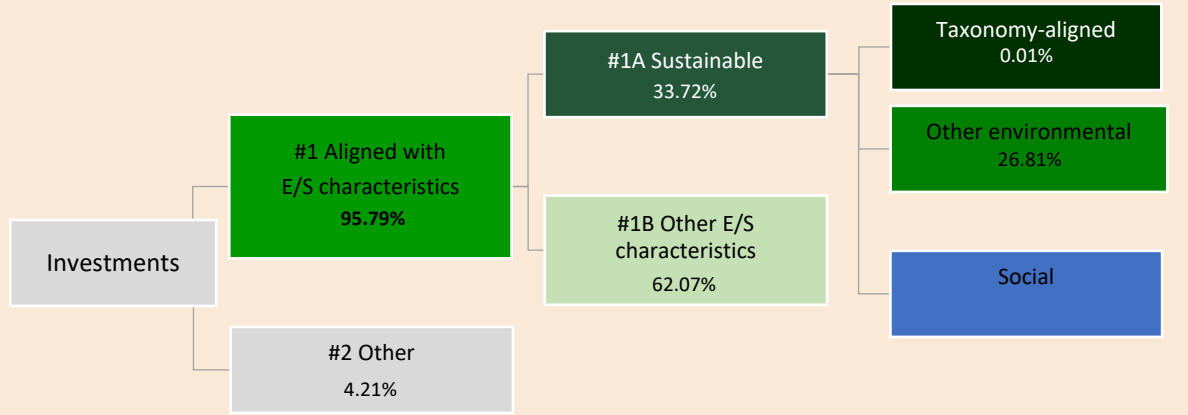 Investments
#1 Aligned with
E/S characteristics
95.79%
#2 Other
4.21%
#1A Sustainable
33.72%
#1B Other E/S
characteristics
62.07%
Taxonomy-aligned
0.01%
Other environmental
26.81%
Social